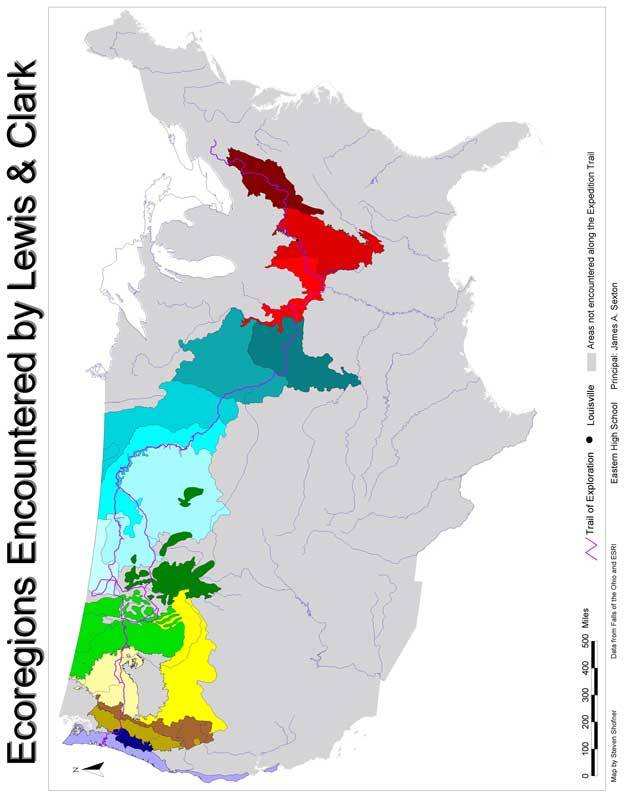 Ecoregions Encountered by Lewis & Clark
N
0 100 200 300 400 500 Miles
Trail of Exploration
Louisville
Areas not encountered along the Expedition Trail
Map by Steven Shofner
Data from Falls of the Ohio and ESRI
Eastern High School
Principal: James A. Sexton